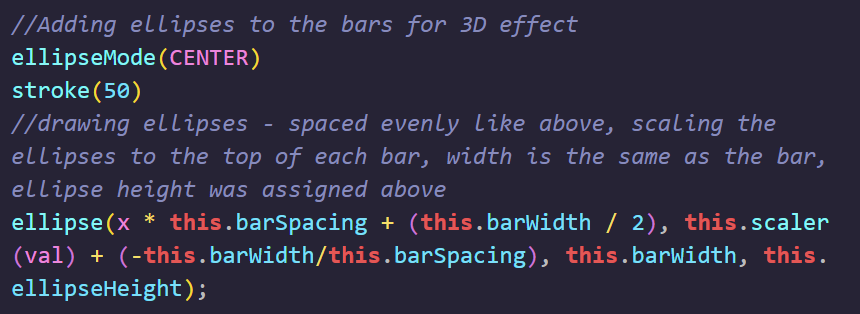 //Adding ellipses to the bars for 3D effect
ellipseMode(CENTER)
stroke(50)
//drawing ellipses - spaced evenly like above, scaling the
ellipses to the top of each bar, width is the same as the bar,
ellipse height was assigned above
ellipse(x * this.barSpacing + (this.barWidth / 2), this.scaler
(val) + (-this.barWidth/this.barSpacing), this.barWidth, this.
ellipseHeight);